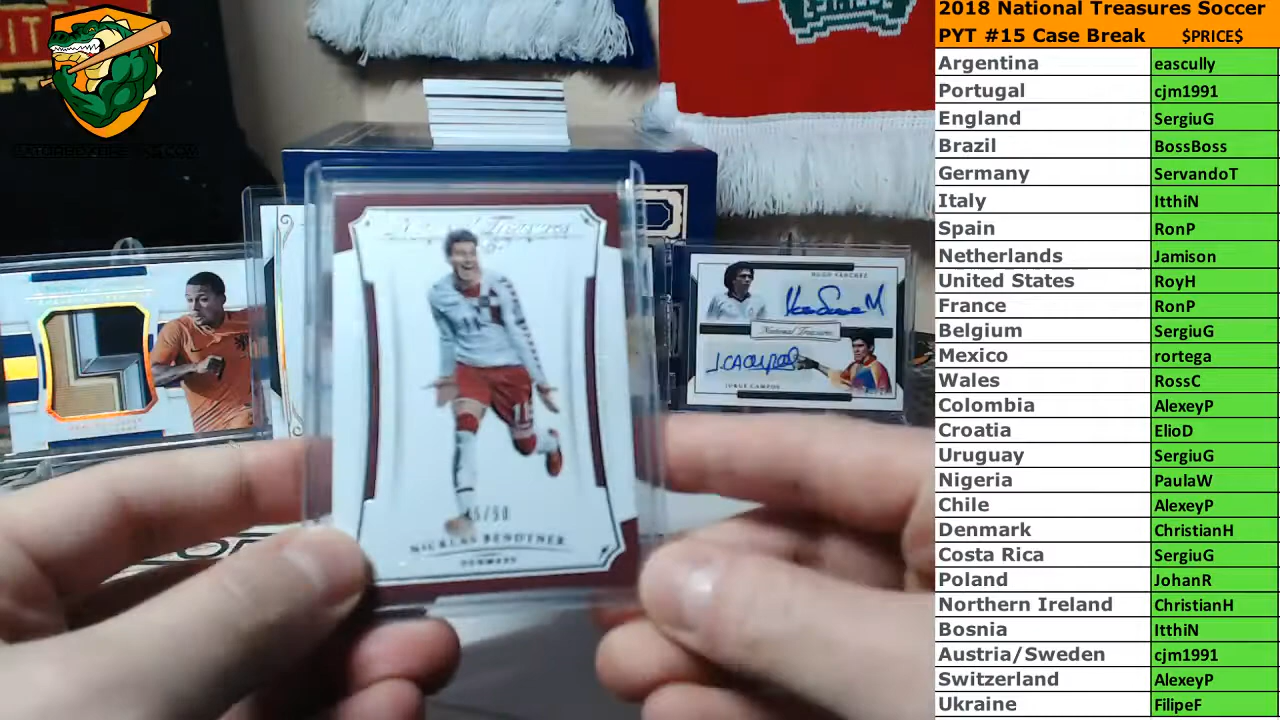 2018 National Treasures Soccer
PYT #15 Case Break $PRICE$
Argentina eascully
Portugal cjm1991
England SergiuG
Brazil BossBoss
Germany ServandoT
Italy ItthiN
Spain RonP
Netherlands Jamison
United States RoyH
France RonP
Belgium SergiuG
Mexico rortega
Wales RossC
Colombia AlexeyP
Croatia ElioD
Uruguay SergiuG
Nigeria PaulaW
Chile AlexeyP
Denmark ChristianH
Costa Rica SergiuG
Poland JohanR
Northern Ireland ChristianH
Bosnia ItthiN
Austria/Sweden cjm1991
Switzerland AlexeyP
Ukraine FilipeF
National Treasures
45/50
NICKLAS BENDTNER
DENMARK
HUGO SANCHEZ
National Treasures
JORGE CAMPOS